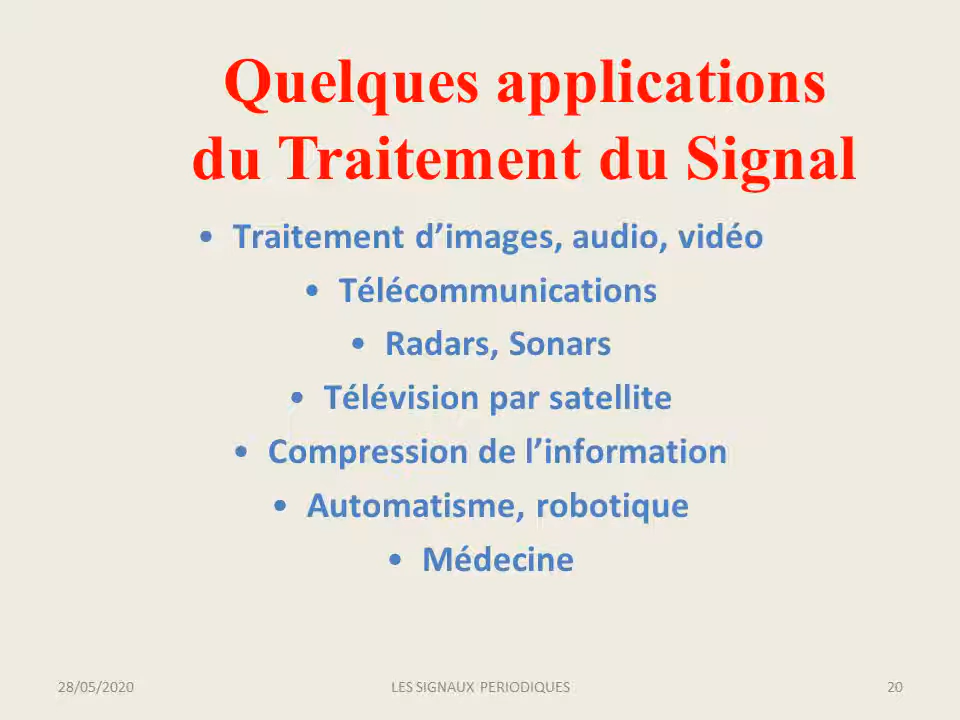 Quelques applications
du Traitement du Signal
• Traitement d’images, audio, vidéo
• Télécommunications
• Radars, Sonars
• Télévision par satellite
• Compression de l’information
• Automatisme, robotique
• Médecine
28/05/2020 LES SIGNAUX PERIODIQUES 20